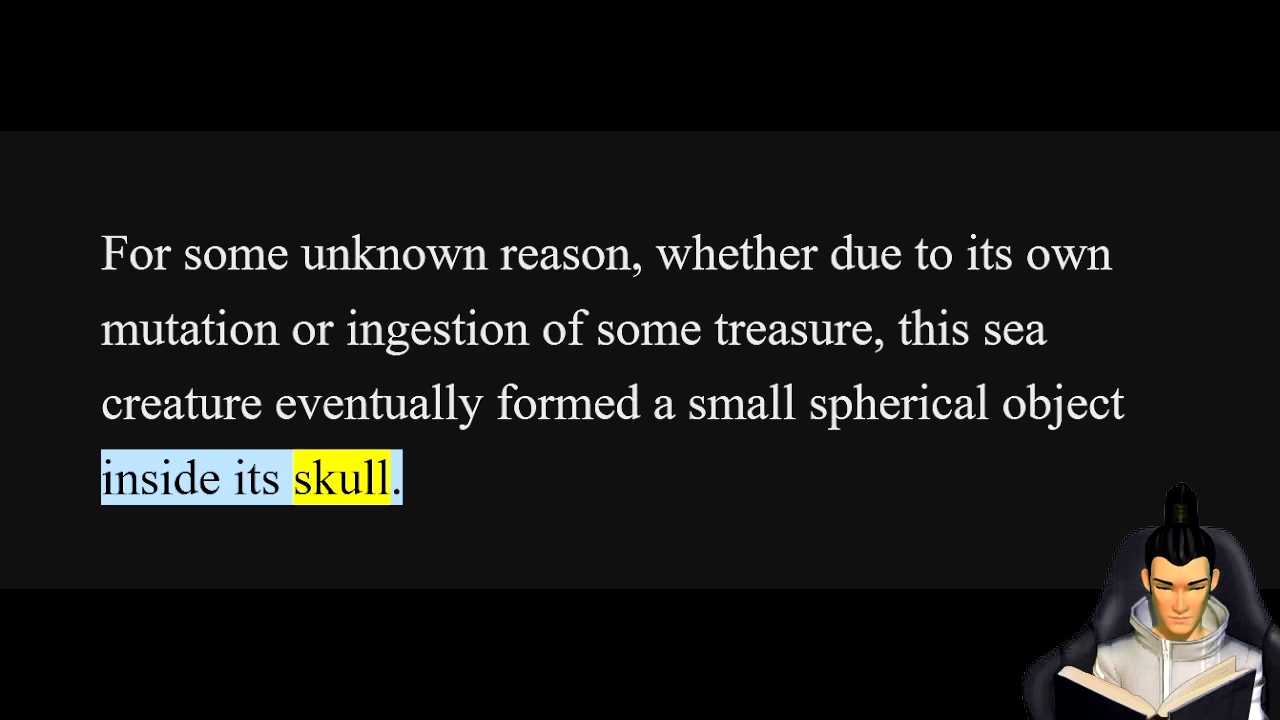 For some unknown reason, whether due to its own
mutation or ingestion of some treasure, this sea
creature eventually formed a small spherical object
inside its skull.